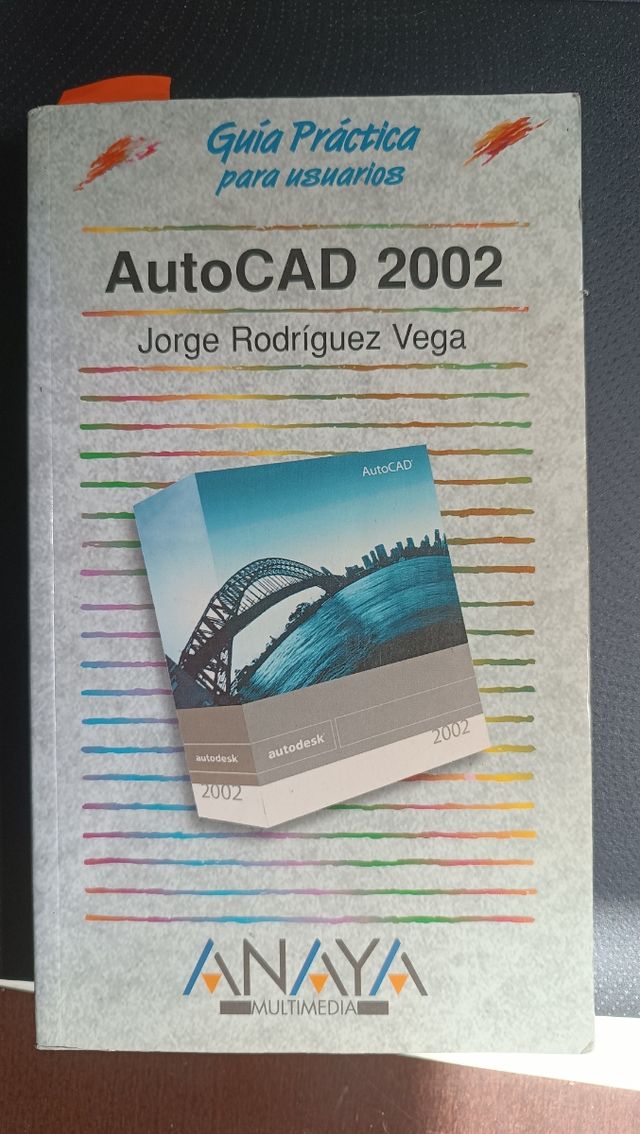 Guía Práctica
para usuarios
AutoCAD 2002
Jorge Rodríguez Vega
AutoCAD
autodesk
2002
autodesk
2002
ANAYA
MULTIMEDIA